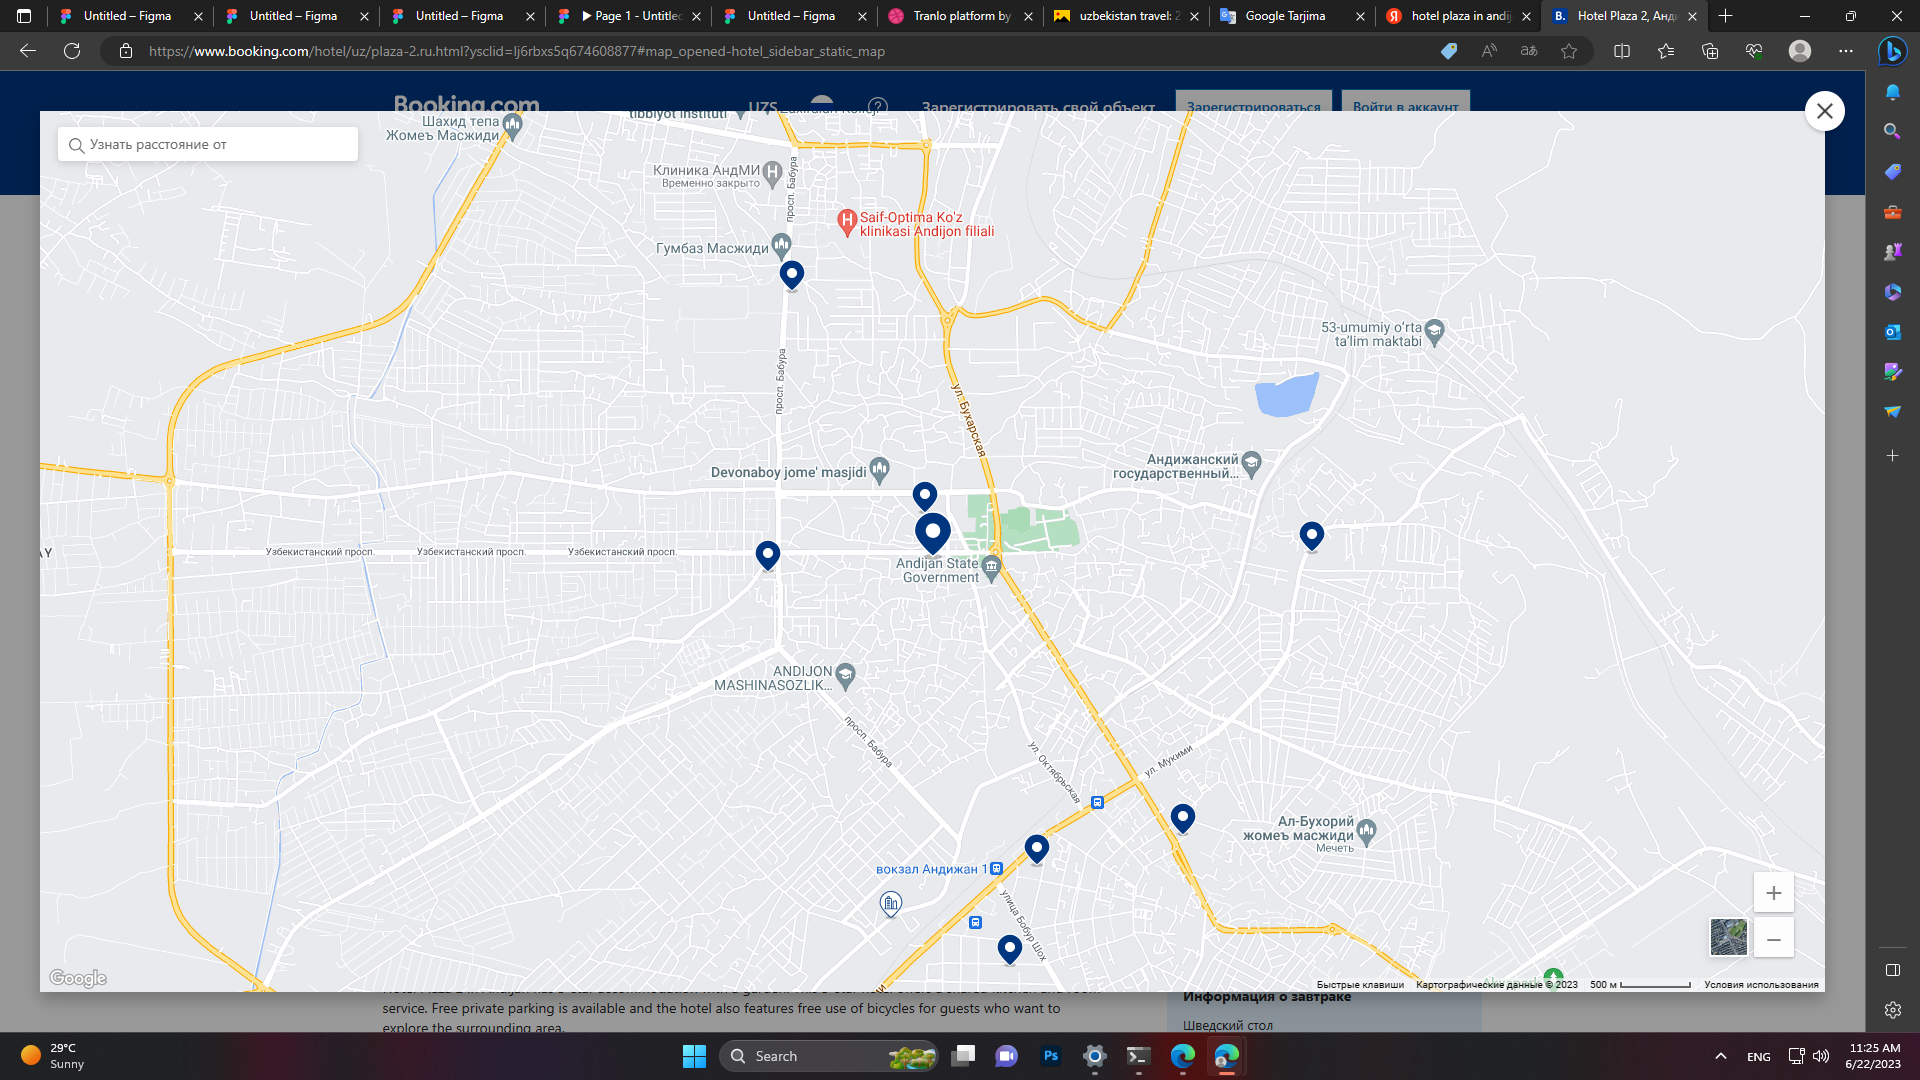 Untitled – Figma
Untitled – Figma
Untitled – Figma
▶ Page 1 - Untitled
Untitled – Figma
Tranlo platform by
uzbekistan travel: 2
Google Tarjima
hotel plaza in andij
Hotel Plaza 2, Анди
https://www.booking.com/hotel/uz/plaza-2.ru.html?ysclid=lj6rbxs5q674608877#map_opened-hotel_sidebar_static_map
Booking.com
UZS
Зарегистрировать свой объект
Зарегистрироваться
Войти в аккаунт
Узнать расстояние от
Шахид тепа
Жомеъ Масжиди
tibbiyot instituti
Клиника АндМИ
Временно закрыто
просп. Бабура
Saif-Optima Ko'z
klinikasi Andijon filiali
Гумбаз Масжиди
53-umumiy oʻrta
taʼlim maktabi
просп. Бабура
ул. Бухарская
Devonaboy jome' masjidi
Андижанский
государственный...
AY
Узбекистанский просп.
Узбекистанский просп.
Узбекистанский просп.
Andijan State
Government
ANDIJON
MASHINASOZLIK...
просп. Бабура
ул. Октябрьская
ул. Мукими
Ал-Бухорий
жомеъ масжиди
Мечеть
вокзал Андижан 1
улица Бобур Шох
Google
Быстрые клавиши
Картографические данные © 2023
500 м
Условия использования
service. Free private parking is available and the hotel also features free use of bicycles for guests who want to
explore the surrounding area.
Информация о завтраке
Шведский стол
29°C
Sunny
Search
ENG
11:25 AM
6/22/2023